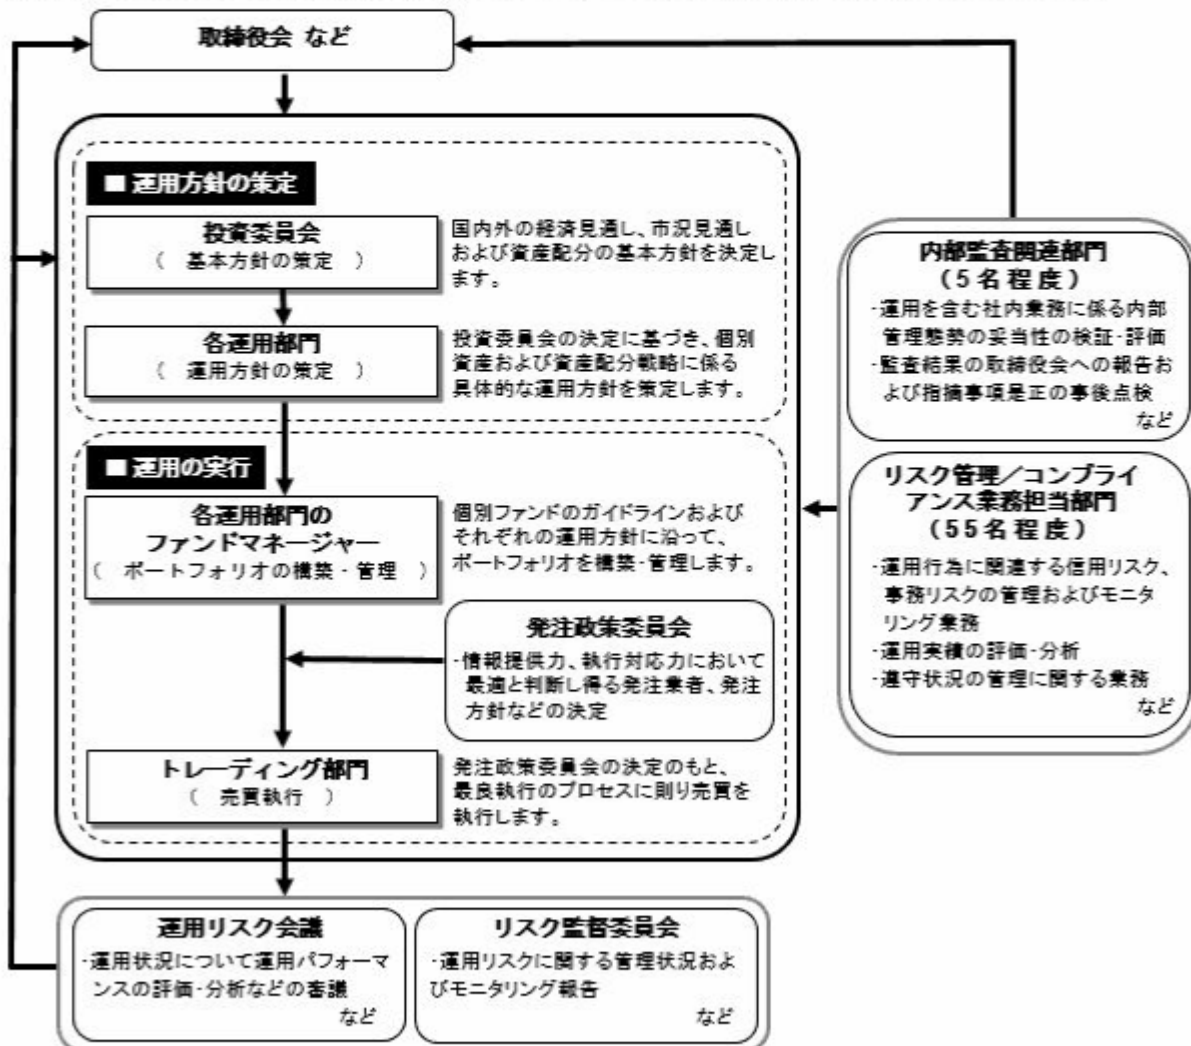 取締役会 など
■ 運用方針の策定
投資委員会
（ 基本方針の策定 ）
国内外の経済見通し、市況見通し
および資産配分の基本方針を決定し
ます。
各運用部門
（ 運用方針の策定 ）
投資委員会の決定に基づき、個別
資産および資産配分戦略に係る
具体的な運用方針を策定します。
■ 運用の実行
各運用部門の
ファンドマネージャー
（ ポートフォリオの構築・管理 ）
個別ファンドのガイドラインおよび
それぞれの運用方針に沿って、
ポートフォリオを構築・管理します。
発注政策委員会
・情報提供力、執行対応力において
最適と判断し得る発注業者、発注
方針などの決定
トレーディング部門
（ 売買執行 ）
発注政策委員会の決定のもと、
最良執行のプロセスに則り売買を
執行します。
運用リスク会議
・運用状況について運用パフォーマ
ンスの評価・分析などの審議
など
リスク監督委員会
・運用リスクに関する管理状況およ
びモニタリング報告
など
内部監査関連部門
（5名程度）
・運用を含む社内業務に係る内部
管理態勢の妥当性の検証・評価
・監査結果の取締役会への報告お
よび指摘事項是正の事後点検
など
リスク管理／コンプライ
アンス業務担当部門
（55名程度）
・運用行為に関連する信用リスク、
事務リスクの管理およびモニタ
リング業務
・運用実績の評価・分析
・遵守状況の管理に関する業務
など